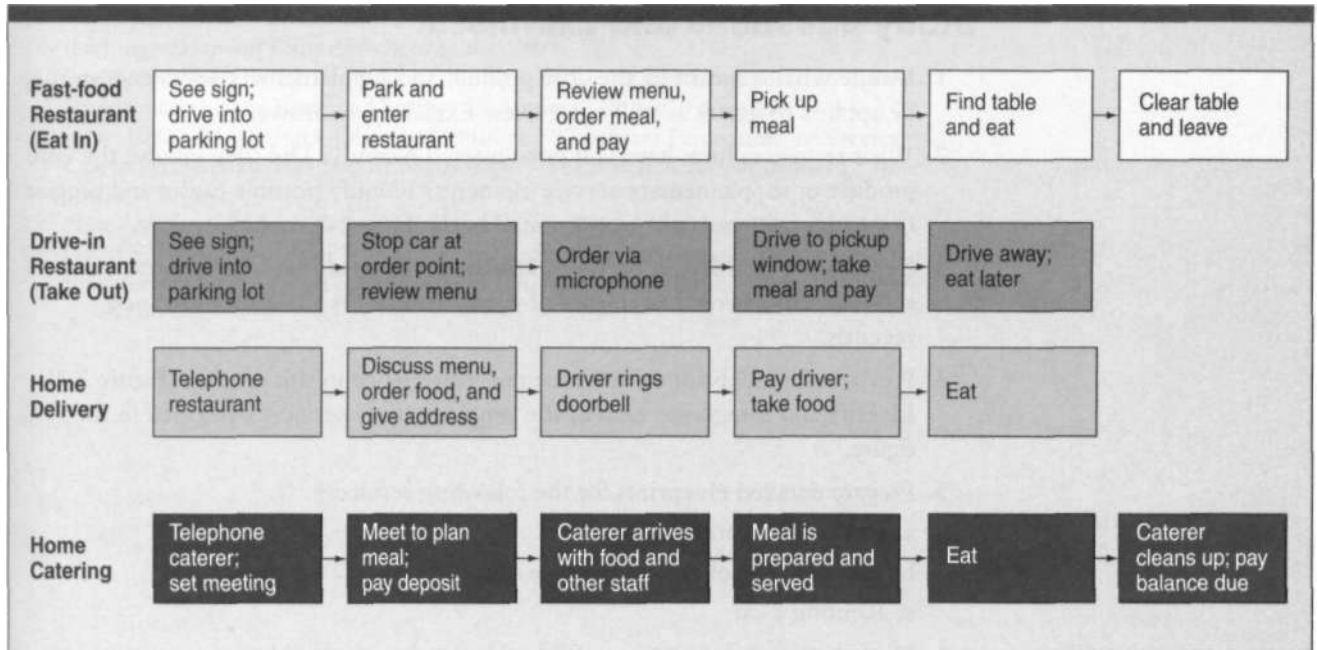 Fast-food
Restaurant
(Eat In)
See sign;
drive into
parking lot
Park and
enter
restaurant
Review menu,
order meal,
and pay
Pick up
meal
Find table
and eat
Clear table
and leave
Drive-in
Restaurant
(Take Out)
See sign;
drive into
parking lot
Stop car at
order point;
review menu
Order via
microphone
Drive to pickup
window; take
meal and pay
Drive away;
eat later
Home
Delivery
Telephone
restaurant
Discuss menu,
order food, and
give address
Driver rings
doorbell
Pay driver;
take food
Eat
Home
Catering
Telephone
caterer;
set meeting
Meet to plan
meal;
pay deposit
Caterer arrives
with food and
other staff
Meal is
prepared and
served
Eat
Caterer
cleans up; pay
balance due